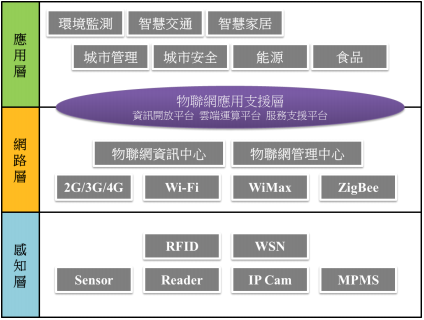 應用層
環境監測 智慧交通 智慧家居
城市管理 城市安全 能源 食品
物聯網應用支援層
資訊開放平台 雲端運算平台 服務支援平台
網路層
物聯網資訊中心 物聯網管理中心
2G/3G/4G Wi-Fi WiMax ZigBee
感知層
RFID WSN
Sensor Reader IP Cam MPMS